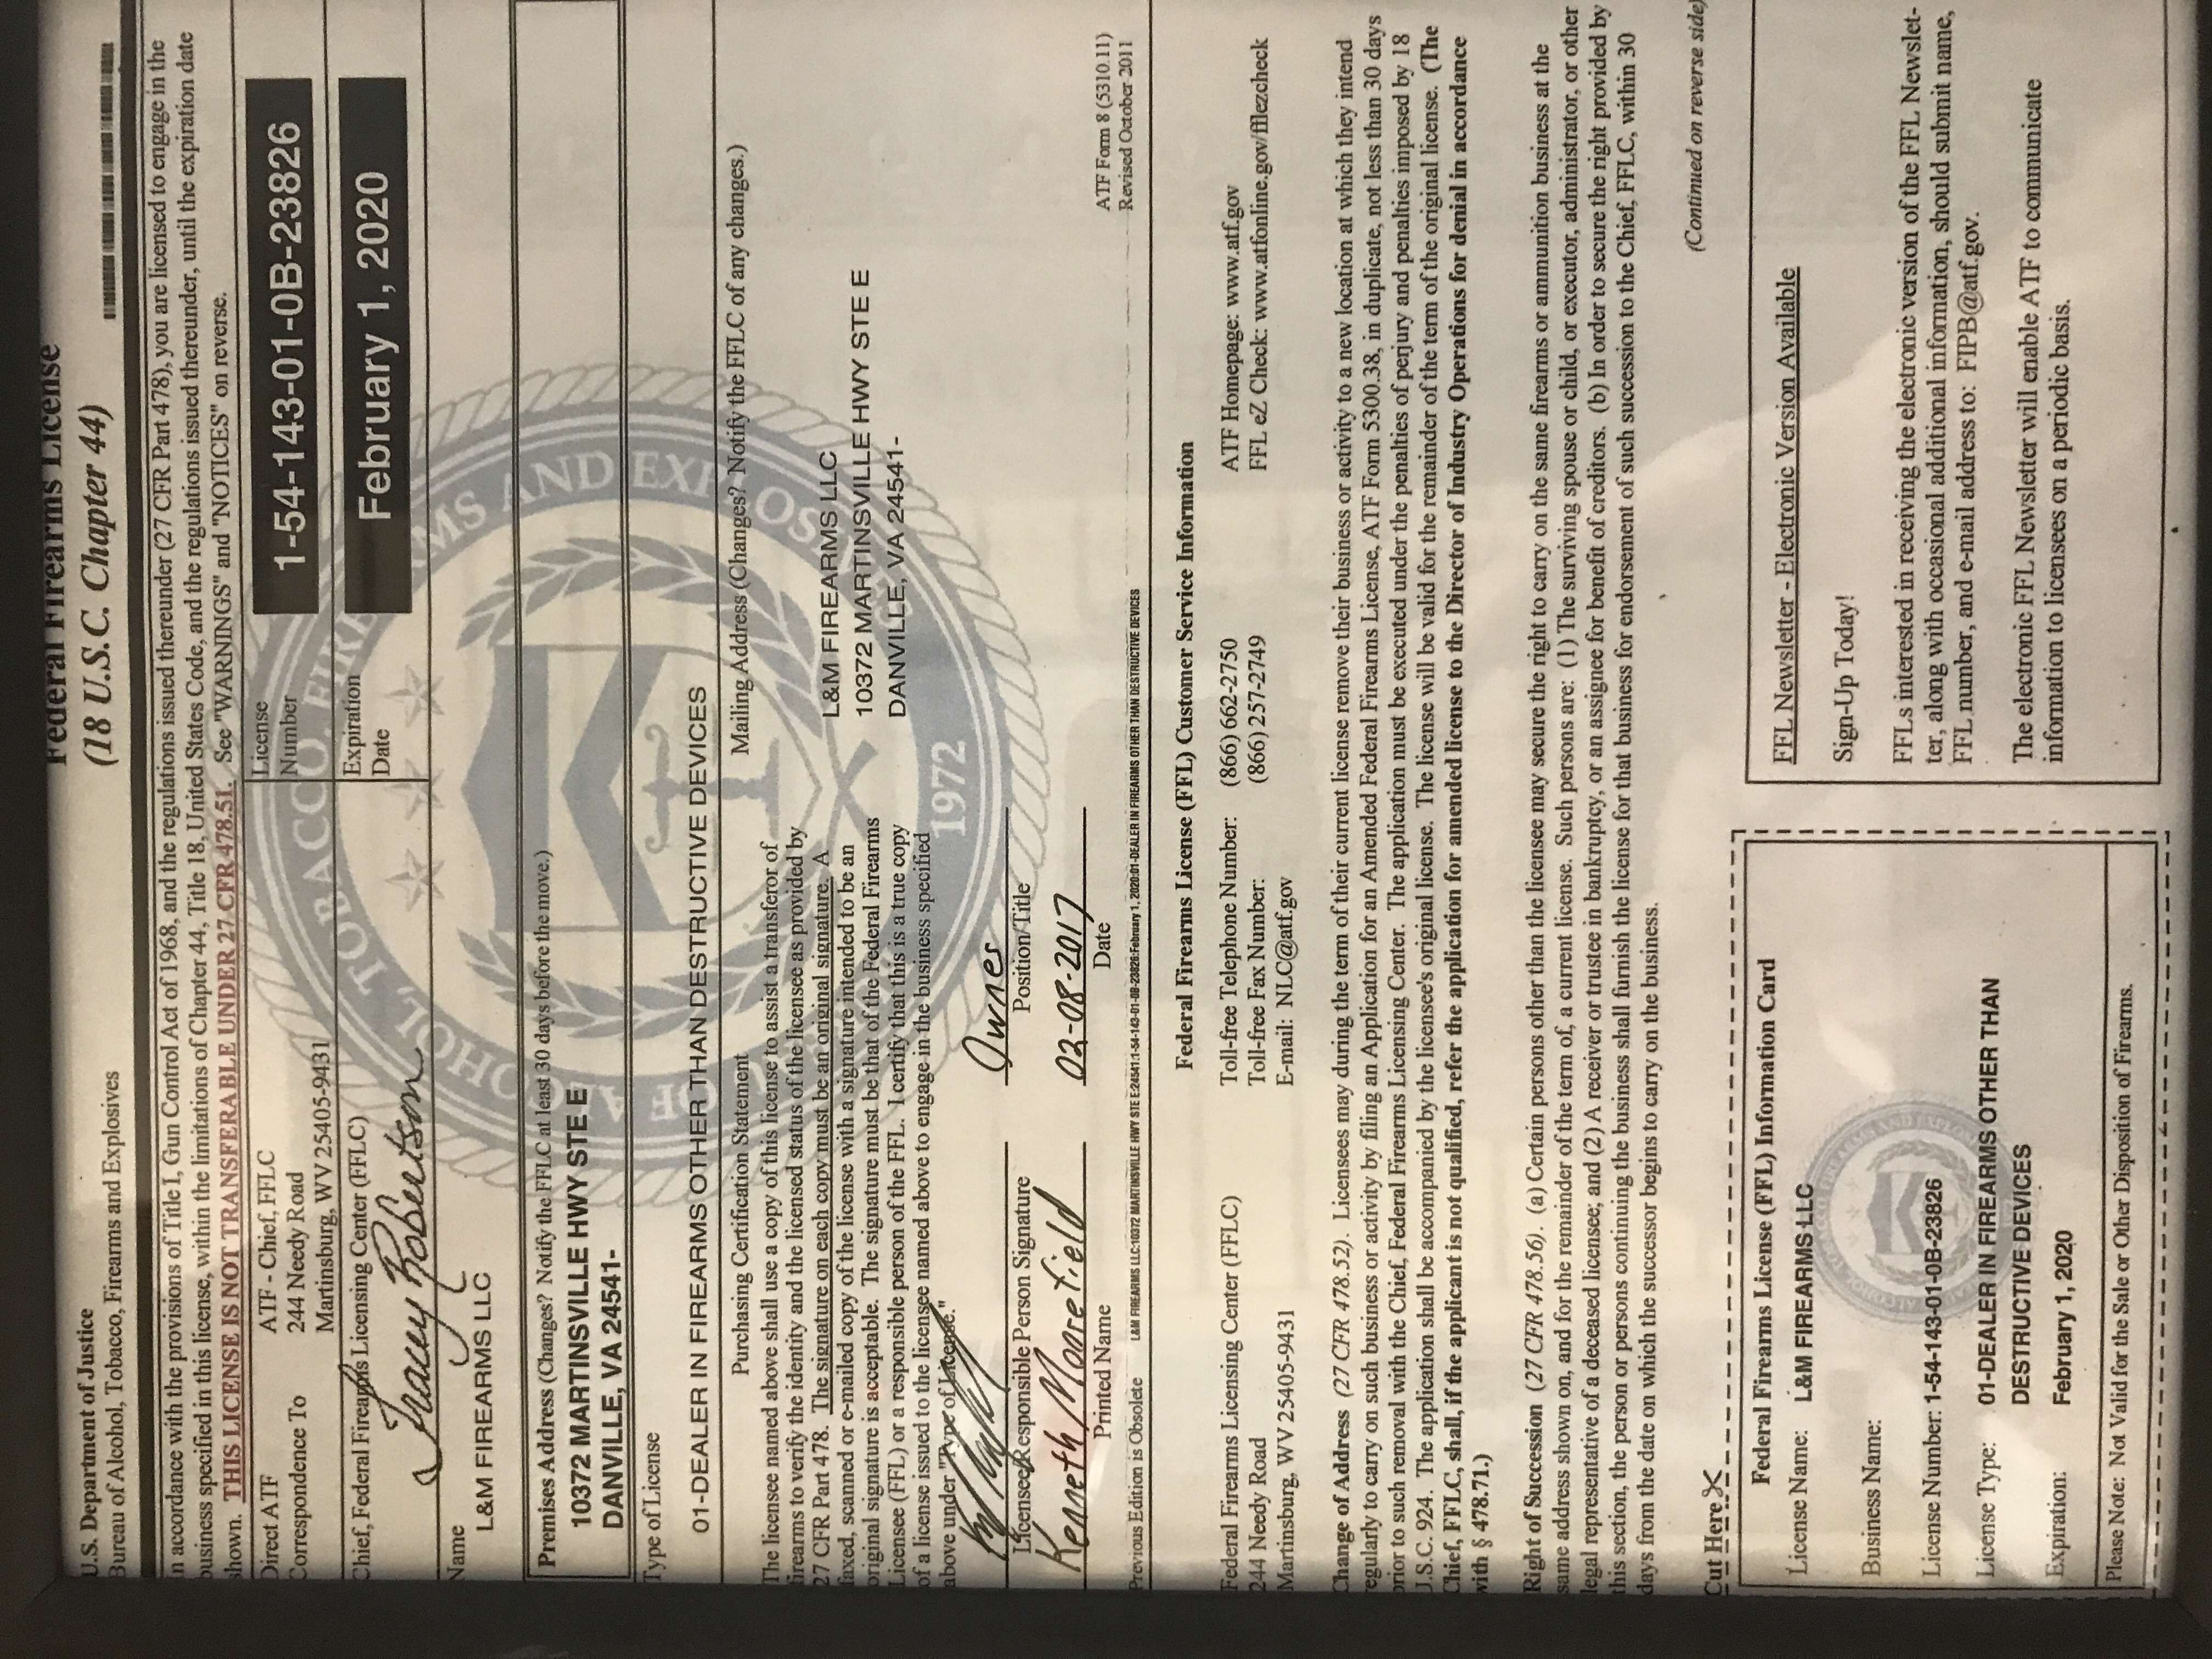 Federal Firearms License
(18 U.S.C. Chapter 44)
U.S. Department of Justice
Bureau of Alcohol, Tobacco, Firearms and Explosives
In accordance with the provisions of Title I, Gun Control Act of 1968, and the regulations issued thereunder (27 CFR Part 478), you are licensed to engage in the
business specified in this license, within the limitations of Chapter 44, Title 18, United States Code, and the regulations issued thereunder, until the expiration date
shown. THIS LICENSE IS NOT TRANSFERABLE UNDER 27 CFR 478.51. See "WARNINGS" and "NOTICES" on reverse.
Direct ATF
Correspondence To
ATF - Chief, FFLC
244 Needy Road
Martinsburg, WV 25405-9431
License
Number
1-54-143-01-0B-23826
Chief, Federal Firearms Licensing Center (FFLC)
Tracey Robertson
Expiration
Date
February 1, 2020
Name
L&M FIREARMS LLC
Premises Address (Changes? Notify the FFLC at least 30 days before the move.)
10372 MARTINSVILLE HWY STE E
DANVILLE, VA 24541-
Type of License
01-DEALER IN FIREARMS OTHER THAN DESTRUCTIVE DEVICES
Purchasing Certification Statement
The licensee named above shall use a copy of this license to assist a transferor of
firearms to verify the identity and the licensed status of the licensee as provided by
27 CFR Part 478. The signature on each copy must be an original signature. A
faxed, scanned or e-mailed copy of the license with a signature intended to be an
original signature is acceptable. The signature must be that of the Federal Firearms
Licensee (FFL) or a responsible person of the FFL. I certify that this is a true copy
of a license issued to the licensee named above to engage in the business specified
above under "Type of License."
Mailing Address (Changes? Notify the FFLC of any changes.)
L&M FIREARMS LLC
10372 MARTINSVILLE HWY STE E
DANVILLE, VA 24541-
1972
Owner
Licensee/Responsible Person Signature
Position/Title
Kenneth Moorefield
02-08-2017
Printed Name
Date
ATF Form 8 (5310.11)
Revised October 2011
Previous Edition is Obsolete
L&M FIREARMS LLC:10372 MARTINSVILLE HWY STE E:24541:1-54-143-01-0B-23826:February 1, 2020:01-DEALER IN FIREARMS OTHER THAN DESTRUCTIVE DEVICES
Federal Firearms License (FFL) Customer Service Information
Federal Firearms Licensing Center (FFLC)
244 Needy Road
Martinsburg, WV 25405-9431
Toll-free Telephone Number: (866) 662-2750
Toll-free Fax Number: (866) 257-2749
E-mail: NLC@atf.gov
ATF Homepage: www.atf.gov
FFL eZ Check: www.atfonline.gov/fflezcheck
Change of Address (27 CFR 478.52). Licensees may during the term of their current license remove their business or activity to a new location at which they intend
regularly to carry on such business or activity by filing an Application for an Amended Federal Firearms License, ATF Form 5300.38, in duplicate, not less than 30 days
prior to such removal with the Chief, Federal Firearms Licensing Center. The application must be executed under the penalties of perjury and penalties imposed by 18
U.S.C. 924. The application shall be accompanied by the licensee's original license. The license will be valid for the remainder of the term of the original license. (The
Chief, FFLC, shall, if the applicant is not qualified, refer the application for amended license to the Director of Industry Operations for denial in accordance
with § 478.71.)
Right of Succession (27 CFR 478.56). (a) Certain persons other than the licensee may secure the right to carry on the same firearms or ammunition business at the
same address shown on, and for the remainder of the term of, a current license. Such persons are: (1) The surviving spouse or child, or executor, administrator, or other
legal representative of a deceased licensee; and (2) A receiver or trustee in bankruptcy, or an assignee for benefit of creditors. (b) In order to secure the right provided by
this section, the person or persons continuing the business shall furnish the license for that business for endorsement of such succession to the Chief, FFLC, within 30
days from the date on which the successor begins to carry on the business.
(Continued on reverse side)
Cut Here
Federal Firearms License (FFL) Information Card
License Name: L&M FIREARMS LLC
Business Name:
License Number: 1-54-143-01-0B-23826
License Type: 01-DEALER IN FIREARMS OTHER THAN
DESTRUCTIVE DEVICES
Expiration: February 1, 2020
Please Note: Not Valid for the Sale or Other Disposition of Firearms.
FFL Newsletter - Electronic Version Available
Sign-Up Today!
FFLs interested in receiving the electronic version of the FFL Newslet-
ter, along with occasional additional information, should submit name,
FFL number, and e-mail address to: FIPB@atf.gov.
The electronic FFL Newsletter will enable ATF to communicate
information to licensees on a periodic basis.